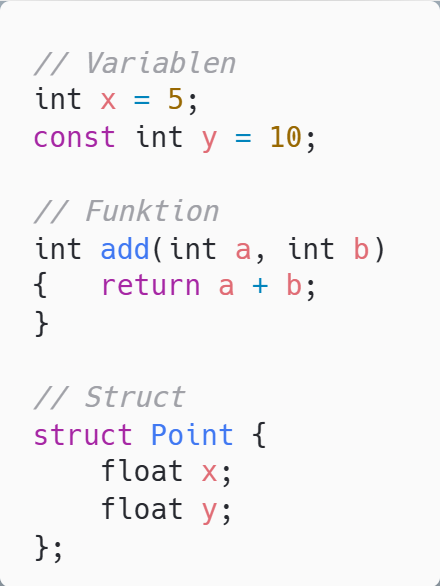 // Variablen
int x = 5;
const int y = 10;

// Funktion
int add(int a, int b)
{   return a + b;
}

// Struct
struct Point {
    float x;
    float y;
};